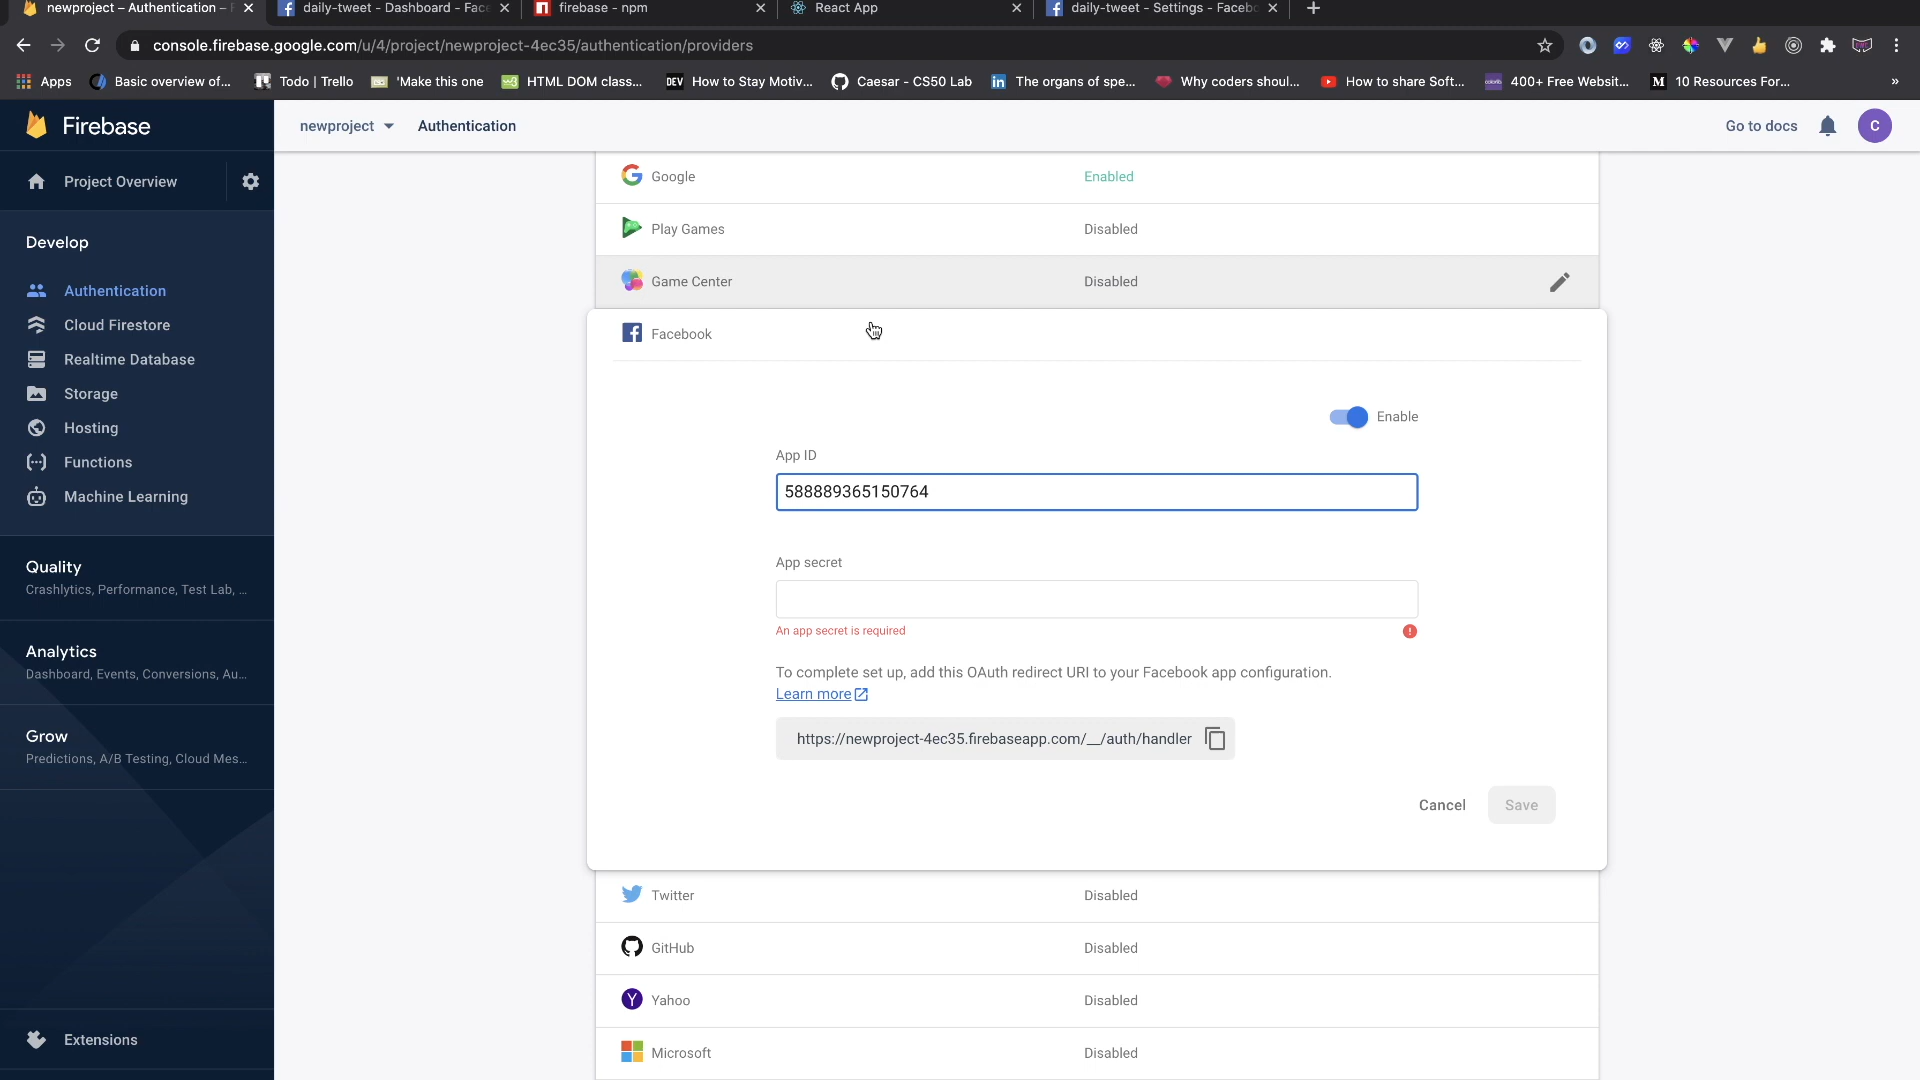 newproject – Authentication –
daily-tweet - Dashboard - Face
firebase - npm
React App
daily-tweet - Settings - Facebo
console.firebase.google.com/u/4/project/newproject-4ec35/authentication/providers
Apps
Basic overview of...
Todo | Trello
'Make this one
HTML DOM class...
DEV How to Stay Motiv...
Caesar - CS50 Lab
The organs of spe...
Why coders shoul...
How to share Soft...
400+ Free Websit...
10 Resources For...
»
Firebase
newproject
Authentication
Go to docs
C
Project Overview
Develop
Authentication
Cloud Firestore
Realtime Database
Storage
Hosting
Functions
Machine Learning
Quality
Crashlytics, Performance, Test Lab, ...
Analytics
Dashboard, Events, Conversions, Au...
Grow
Predictions, A/B Testing, Cloud Mes...
Extensions
Google Enabled
Play Games Disabled
Game Center Disabled
Facebook
Enable
App ID
588889365150764
App secret
An app secret is required
To complete set up, add this OAuth redirect URI to your Facebook app configuration.
Learn more
https://newproject-4ec35.firebaseapp.com/__/auth/handler
Cancel Save
Twitter Disabled
GitHub Disabled
Yahoo Disabled
Microsoft Disabled